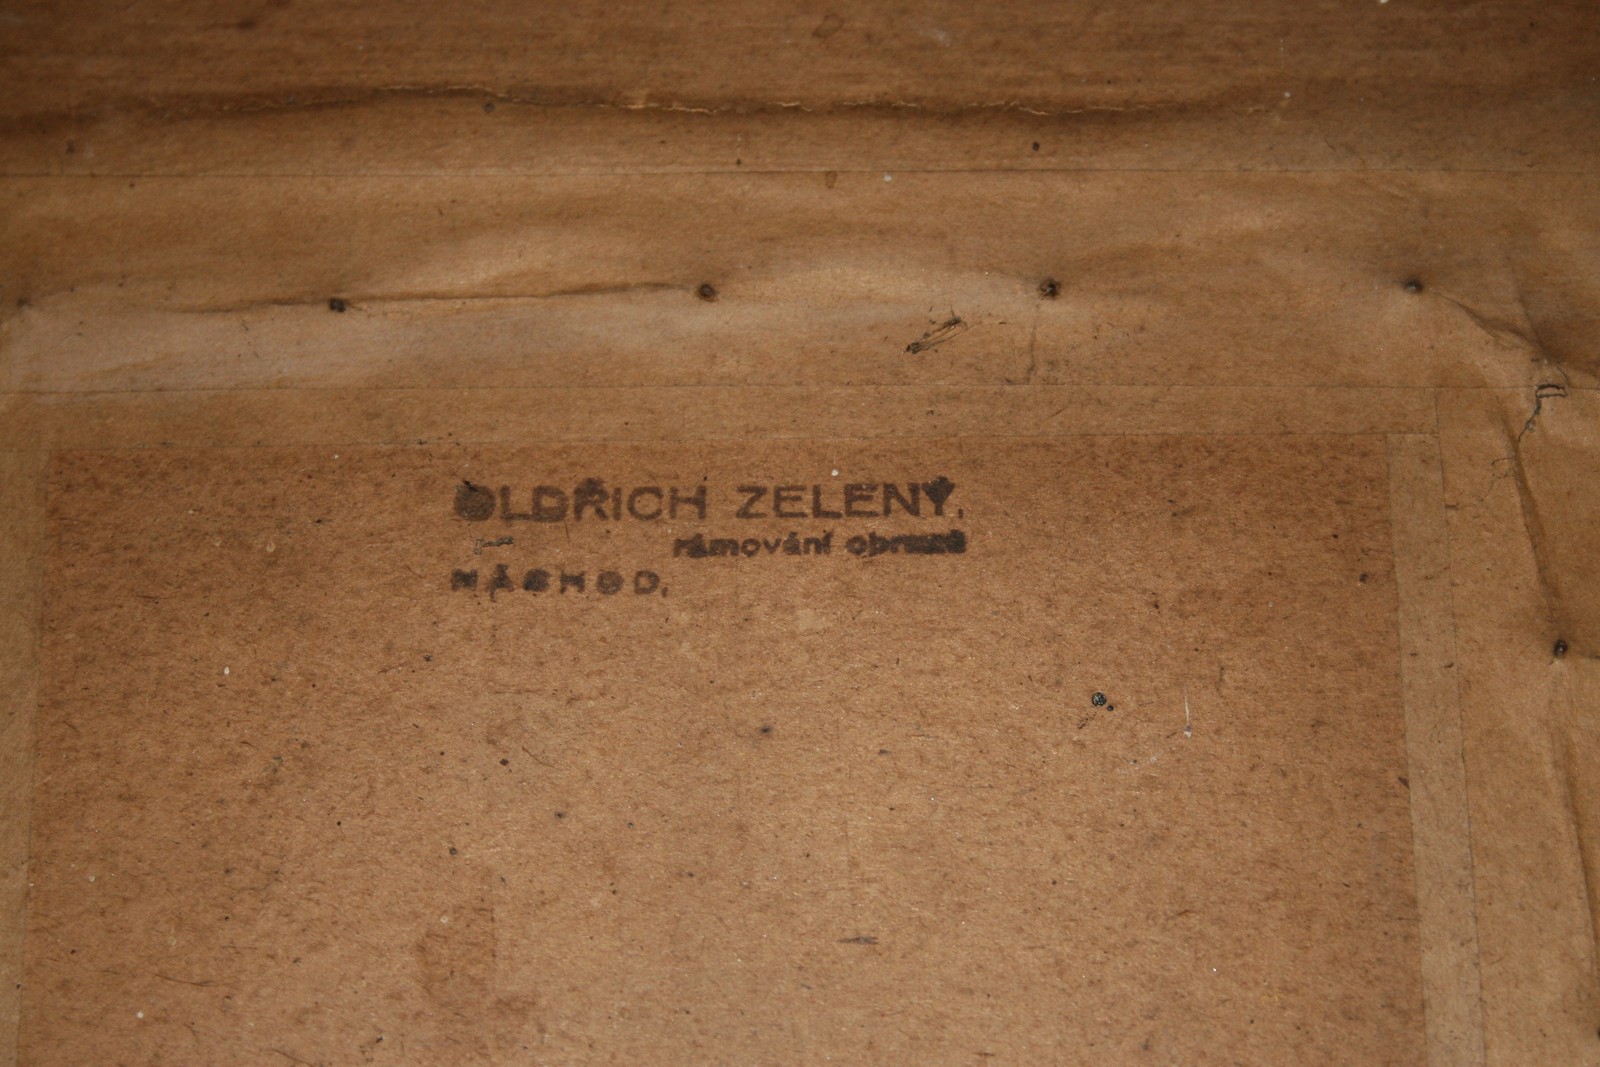 OLDŘICH ZELENÝ,
rámování obrazů
NÁCHOD,